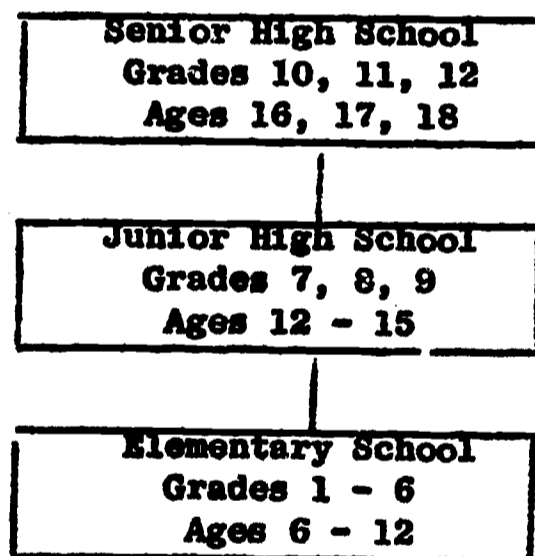 Senior High School
Grades 10, 11, 12
Ages 16, 17, 18
Junior High School
Grades 7, 8, 9
Ages 12 - 15
Elementary School
Grades 1 - 6
Ages 6 - 12